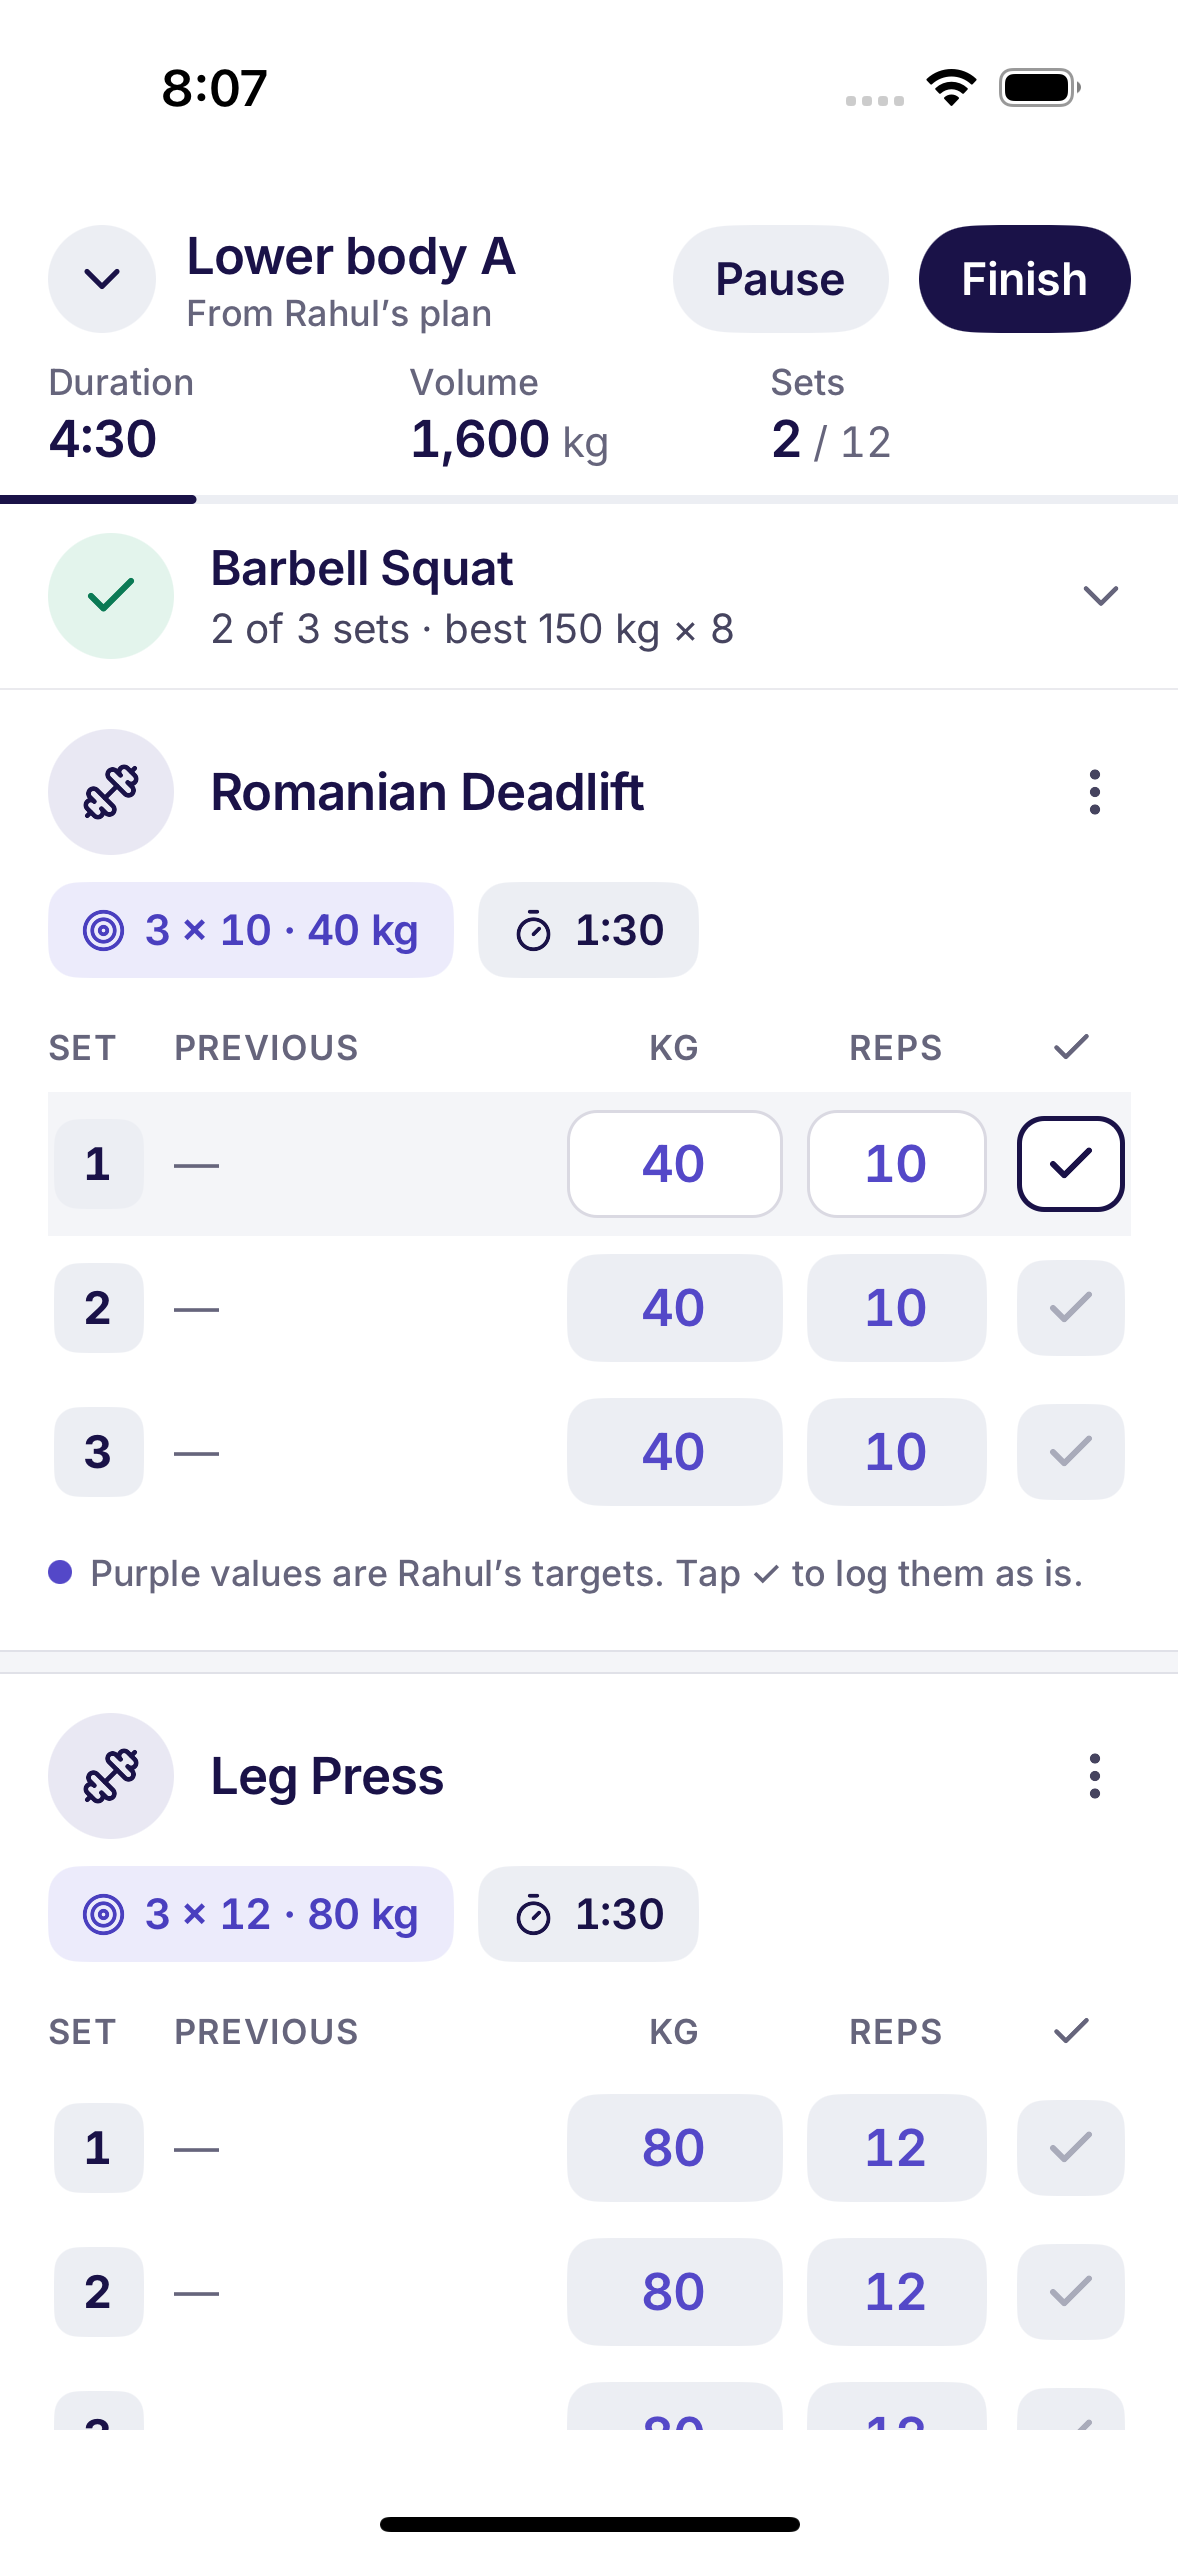 8:07
Lower body A
From Rahul’s plan
Pause
Finish
Duration Volume Sets
4:30 1,600 kg 2 / 12
Barbell Squat
2 of 3 sets · best 150 kg × 8
Romanian Deadlift
3 × 10 · 40 kg 1:30
SET PREVIOUS KG REPS ✓
1 — 40 10 ✓
2 — 40 10 ✓
3 — 40 10 ✓
Purple values are Rahul’s targets. Tap ✓ to log them as is.
Leg Press
3 × 12 · 80 kg 1:30
SET PREVIOUS KG REPS ✓
1 — 80 12 ✓
2 — 80 12 ✓